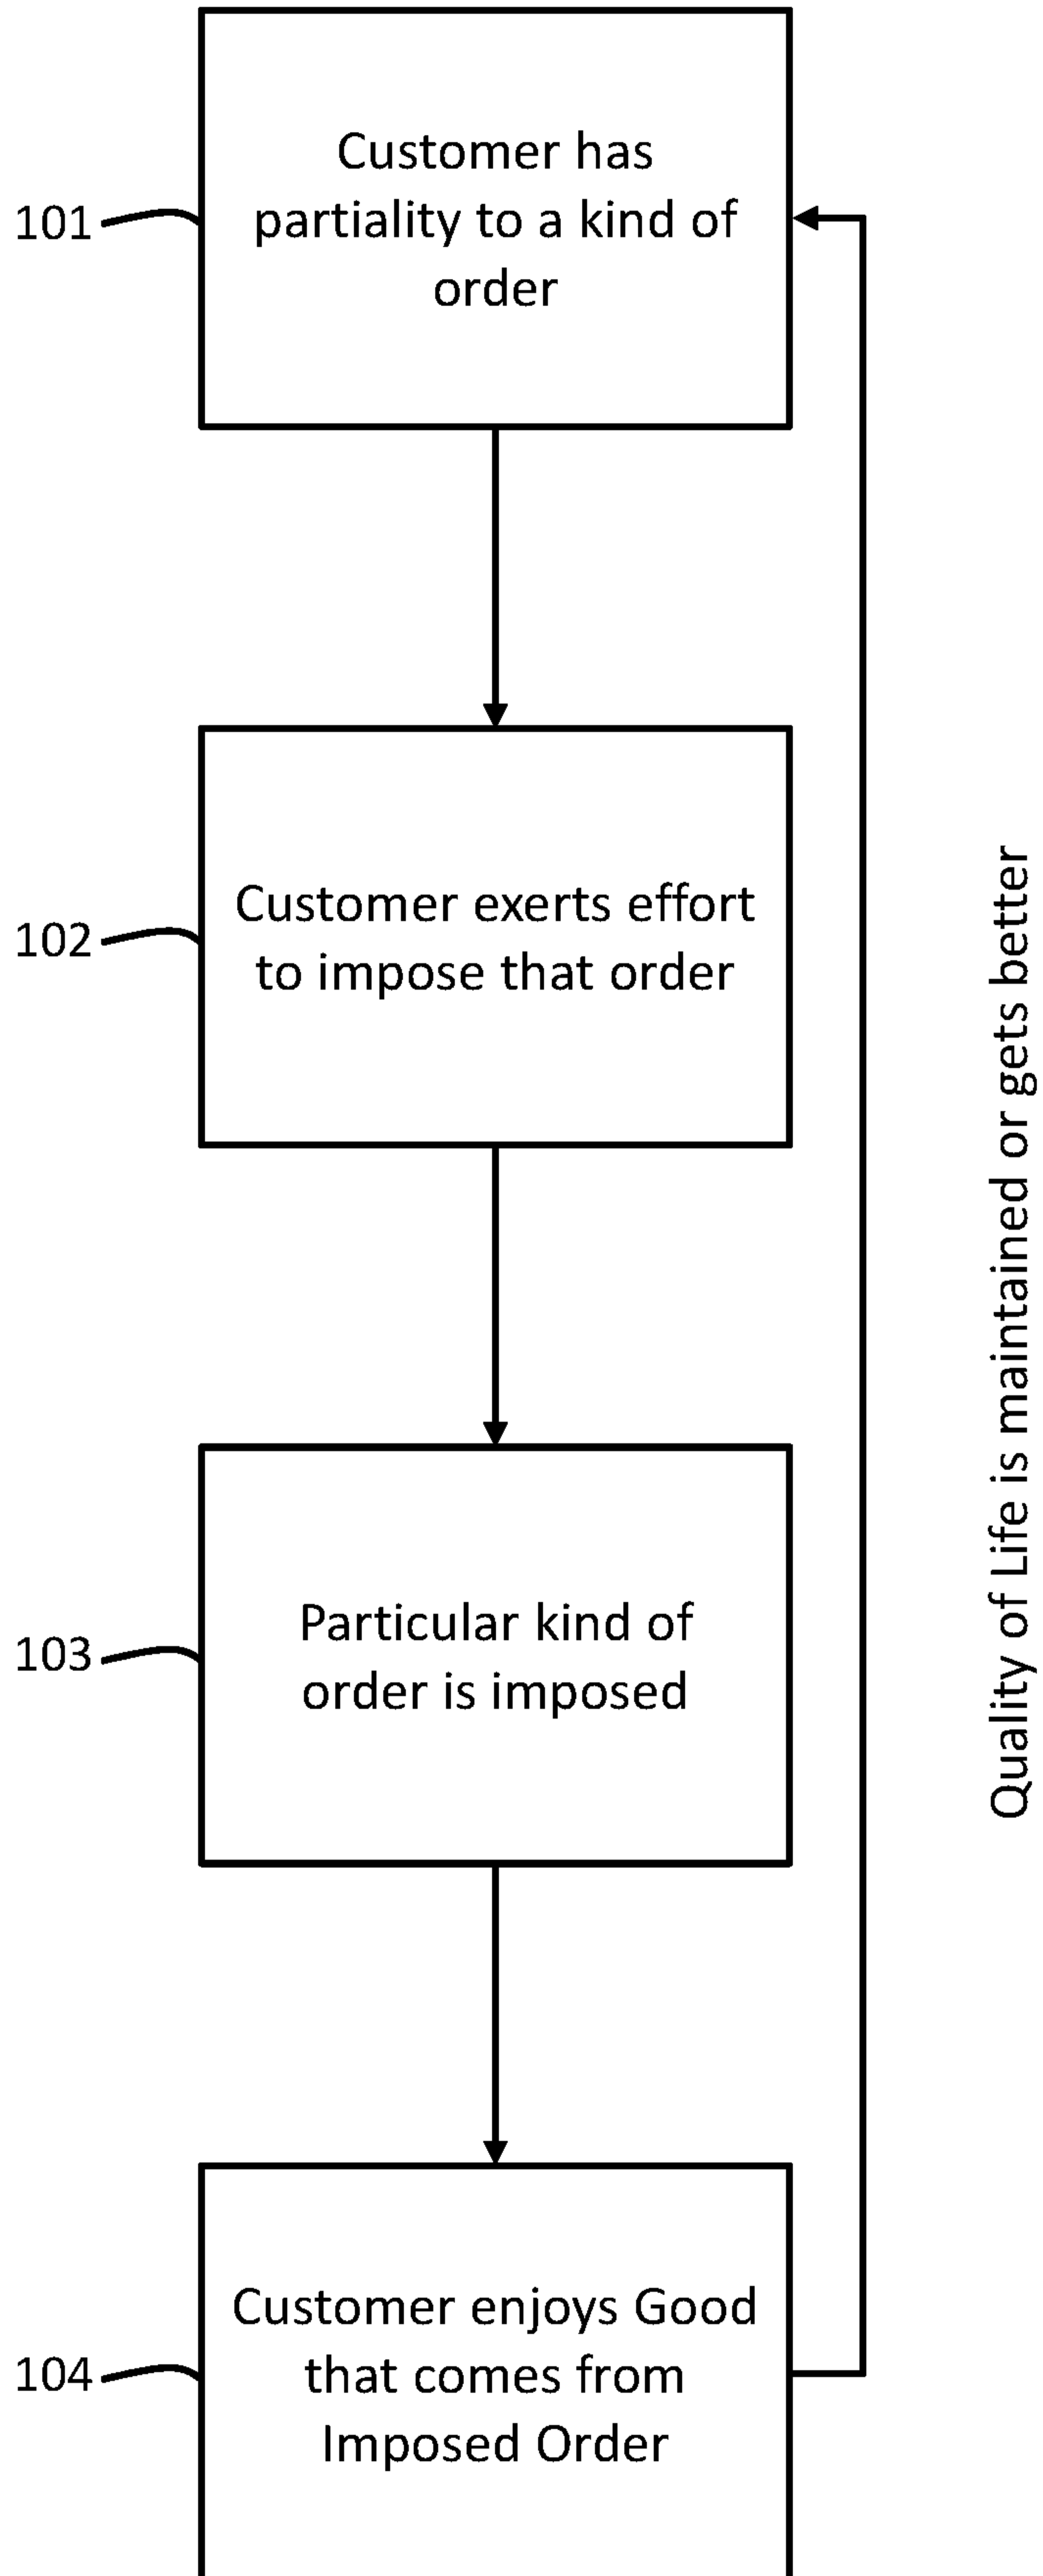 101
Customer has
partiality to a kind of
order
102
Customer exerts effort
to impose that order
103
Particular kind of
order is imposed
104
Customer enjoys Good
that comes from
Imposed Order
Quality of Life is maintained or gets better